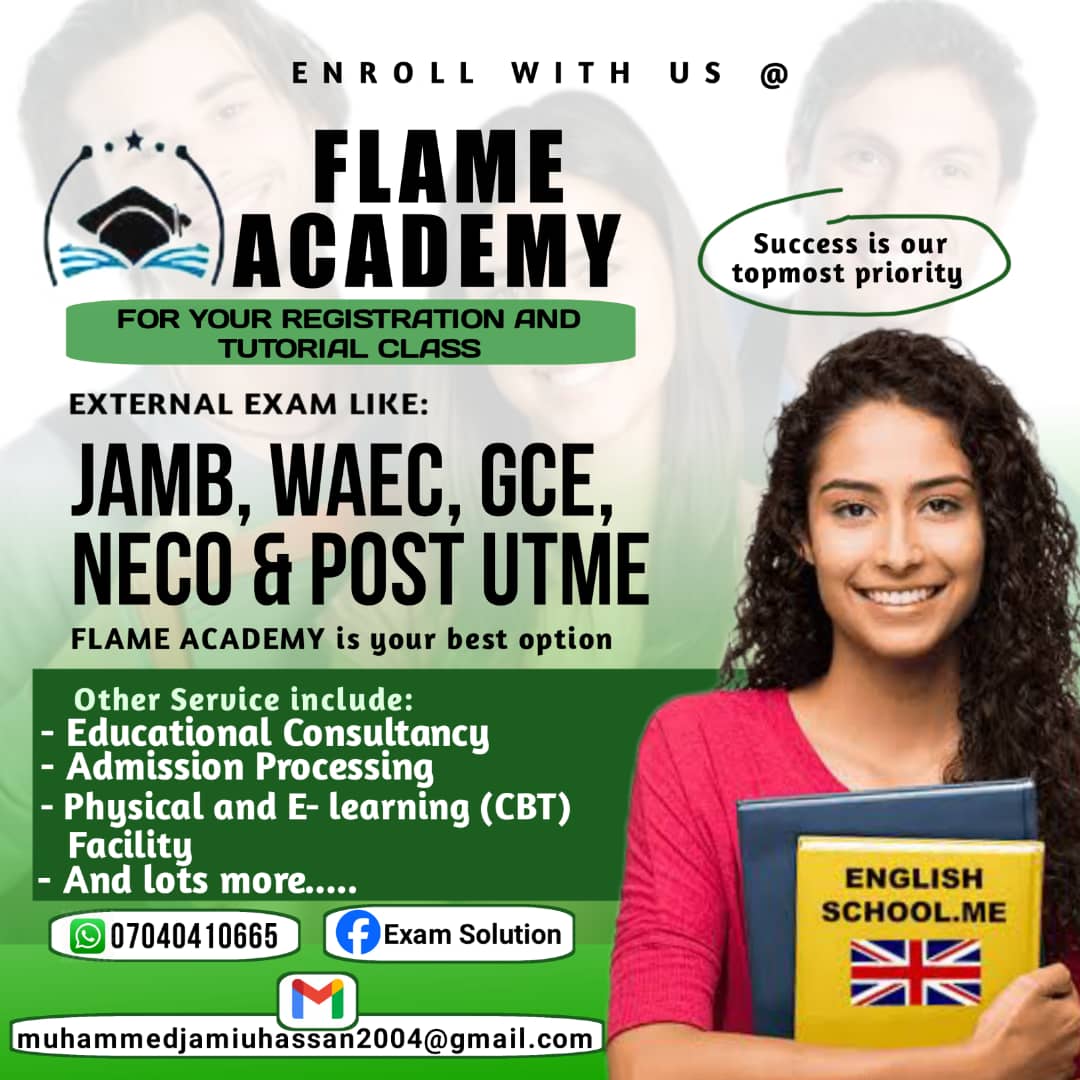 ENROLL WITH US @
FLAME
ACADEMY
Success is our
topmost priority
FOR YOUR REGISTRATION AND
TUTORIAL CLASS
EXTERNAL EXAM LIKE:
JAMB, WAEC, GCE,
NECO & POST UTME
FLAME ACADEMY is your best option
Other Service include:
- Educational Consultancy
- Admission Processing
- Physical and E- learning (CBT)
Facility
- And lots more.....
ENGLISH
SCHOOL.ME
07040410665
Exam Solution
muhammedjamiuhassan2004@gmail.com